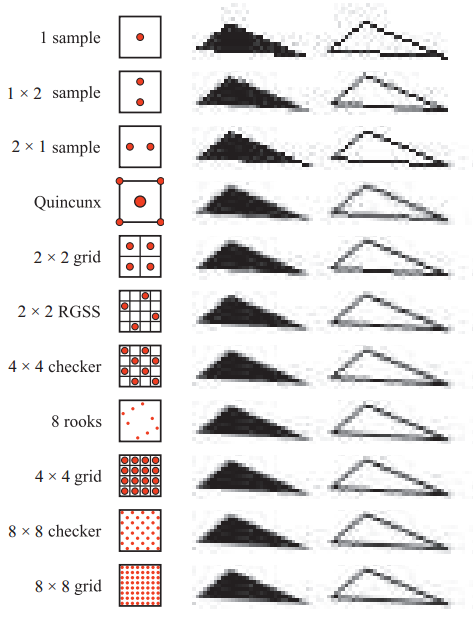 1 sample
1 × 2 sample
2 × 1 sample
Quincunx
2 × 2 grid
2 × 2 RGSS
4 × 4 checker
8 rooks
4 × 4 grid
8 × 8 checker
8 × 8 grid